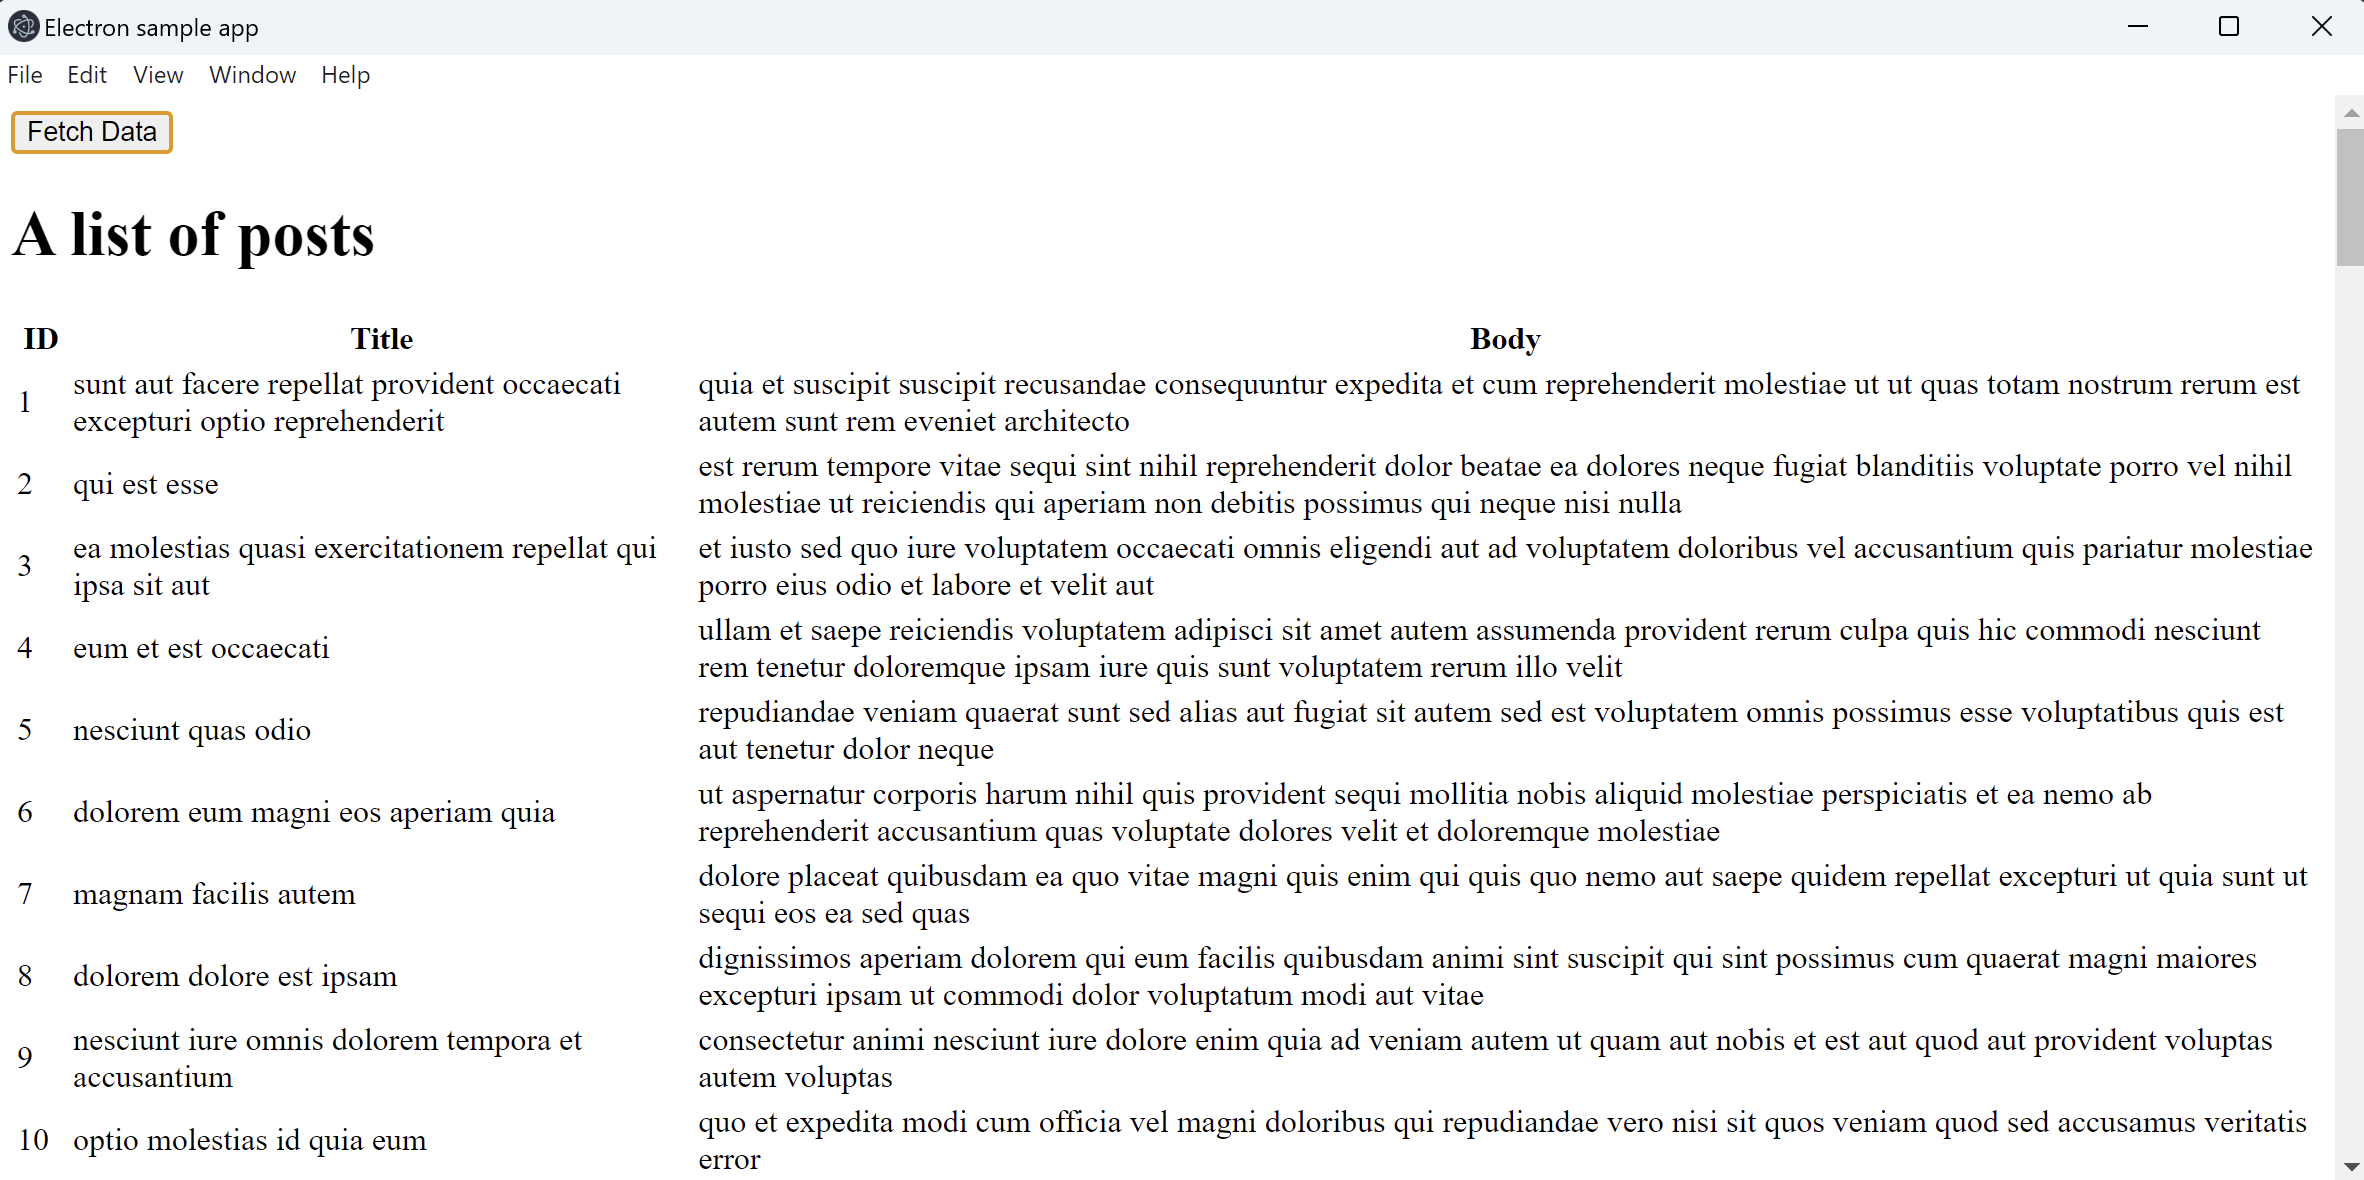 Electron sample app
File Edit View Window Help
Fetch Data
A list of posts
ID Title Body
1 sunt aut facere repellat provident occaecati excepturi optio reprehenderit quia et suscipit suscipit recusandae consequuntur expedita et cum reprehenderit molestiae ut ut quas totam nostrum rerum est
autem sunt rem eveniet architecto
2 qui est esse est rerum tempore vitae sequi sint nihil reprehenderit dolor beatae ea dolores neque fugiat blanditiis voluptate porro vel nihil
molestiae ut reiciendis qui aperiam non debitis possimus qui neque nisi nulla
3 ea molestias quasi exercitationem repellat qui ipsa sit aut et iusto sed quo iure voluptatem occaecati omnis eligendi aut ad voluptatem doloribus vel accusantium quis pariatur molestiae
porro eius odio et labore et velit aut
4 eum et est occaecati ullam et saepe reiciendis voluptatem adipisci sit amet autem assumenda provident rerum culpa quis hic commodi nesciunt
rem tenetur doloremque ipsam iure quis sunt voluptatem rerum illo velit
5 nesciunt quas odio repudiandae veniam quaerat sunt sed alias aut fugiat sit autem sed est voluptatem omnis possimus esse voluptatibus quis est
aut tenetur dolor neque
6 dolorem eum magni eos aperiam quia ut aspernatur corporis harum nihil quis provident sequi mollitia nobis aliquid molestiae perspiciatis et ea nemo ab
reprehenderit accusantium quas voluptate dolores velit et doloremque molestiae
7 magnam facilis autem dolore placeat quibusdam ea quo vitae magni quis enim qui quis quo nemo aut saepe quidem repellat excepturi ut quia sunt ut
sequi eos ea sed quas
8 dolorem dolore est ipsam dignissimos aperiam dolorem qui eum facilis quibusdam animi sint suscipit qui sint possimus cum quaerat magni maiores
excepturi ipsam ut commodi dolor voluptatum modi aut vitae
9 nesciunt iure omnis dolorem tempora et accusantium consectetur animi nesciunt iure dolore enim quia ad veniam autem ut quam aut nobis et est aut quod aut provident voluptas
autem voluptas
10 optio molestias id quia eum quo et expedita modi cum officia vel magni doloribus qui repudiandae vero nisi sit quos veniam quod sed accusamus veritatis
error